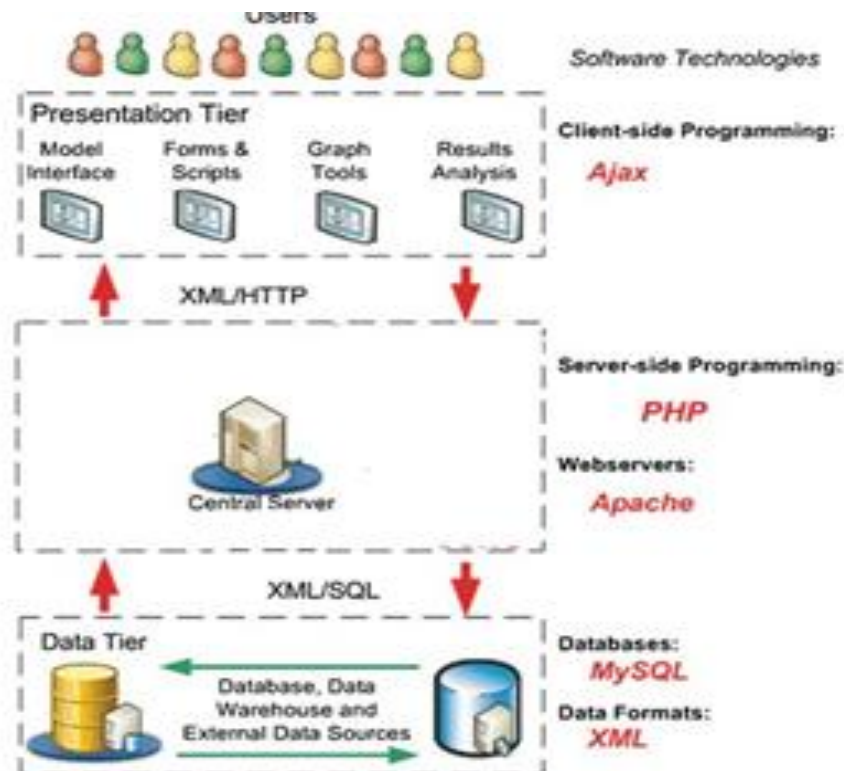 Users
Software Technologies
Presentation Tier
Model
Interface
Forms &
Scripts
Graph
Tools
Results
Analysis
Client-side Programming:
Ajax
XML/HTTP
Central Server
Server-side Programming:
PHP
Webservers:
Apache
XML/SQL
Data Tier
Database, Data
Warehouse and
External Data Sources
Databases:
MySQL
Data Formats:
XML